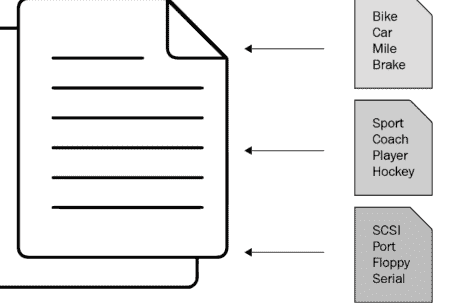 Bike
Car
Mile
Brake
Sport
Coach
Player
Hockey
SCSI
Port
Floppy
Serial